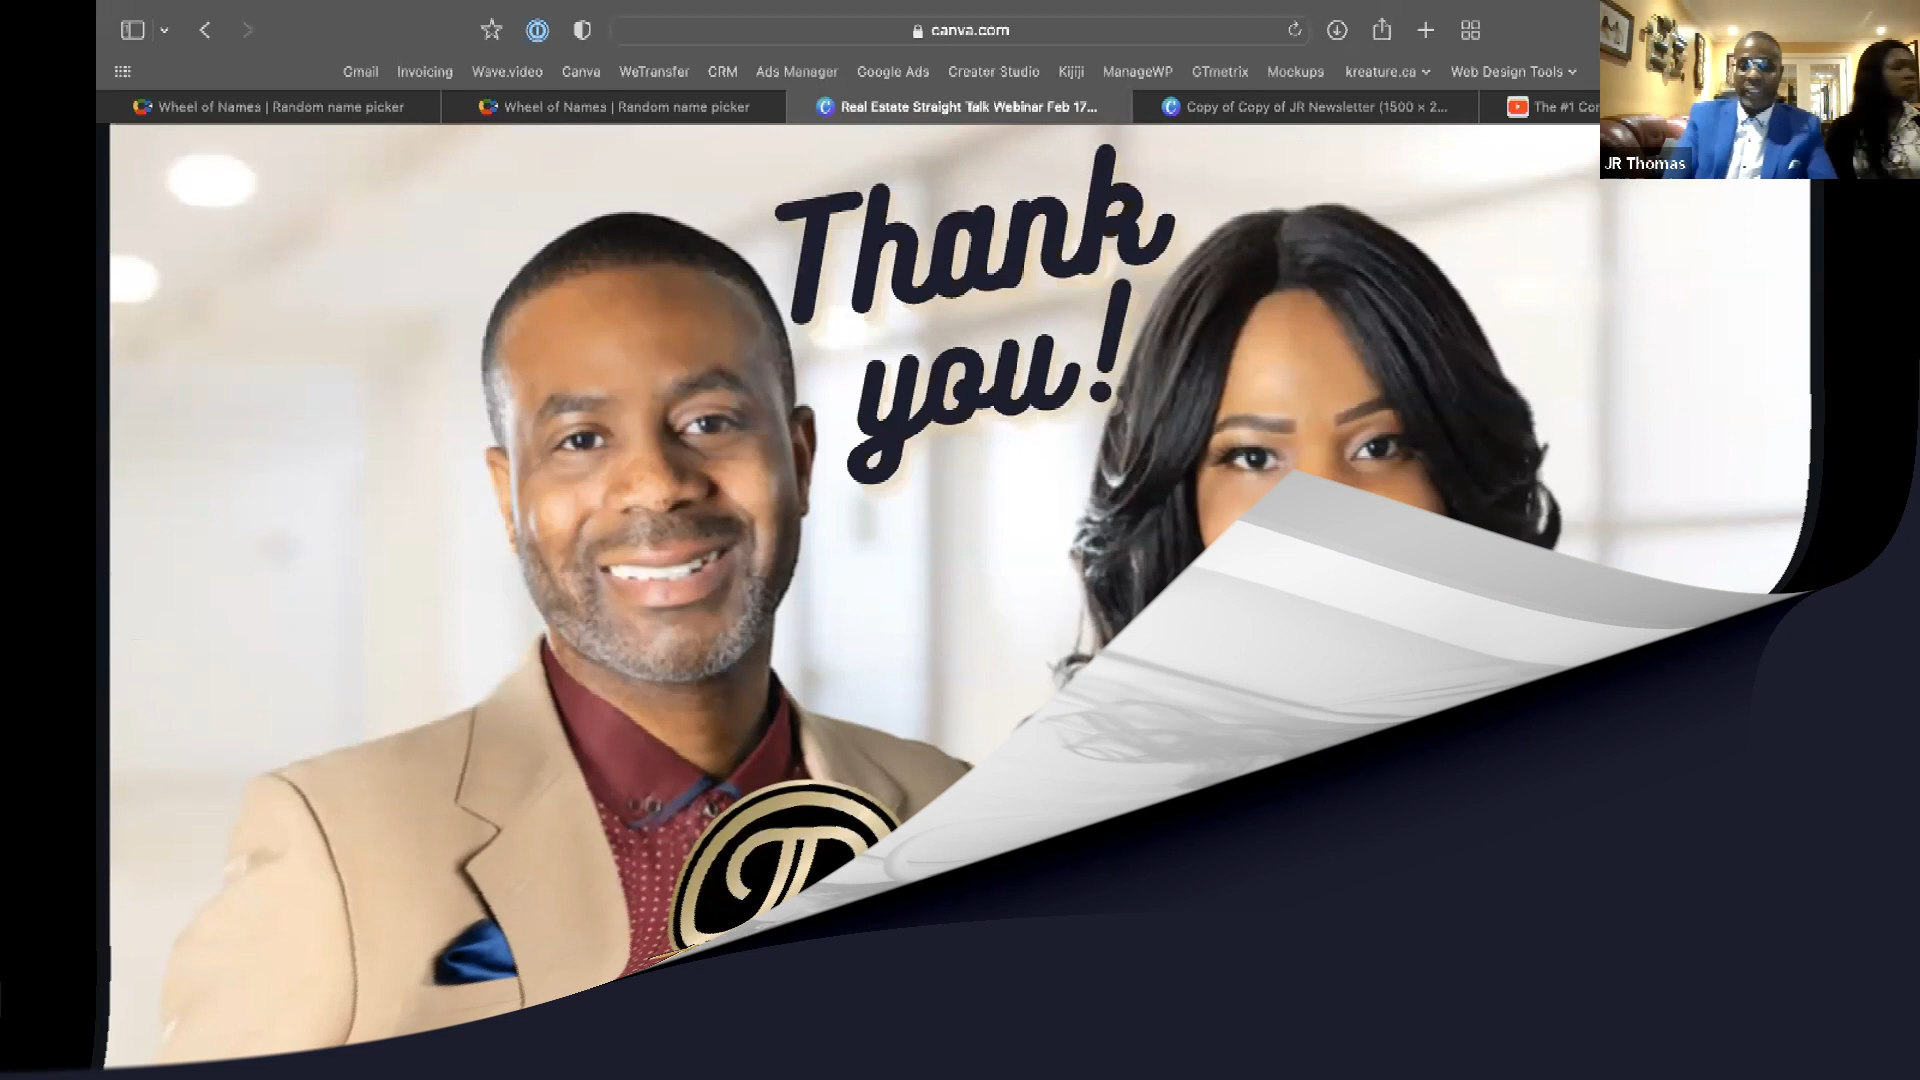 canva.com
Gmail Invoicing Wave.video Canva WeTransfer CRM Ads Manager Google Ads Creator Studio Kijiji ManageWP GTmetrix Mockups kreature.ca Web Design Tools
Wheel of Names | Random name picker Wheel of Names | Random name picker Real Estate Straight Talk Webinar Feb 17... Copy of Copy of JR Newsletter (1500 × 2... The #1 Con
JR Thomas
Thank
you!